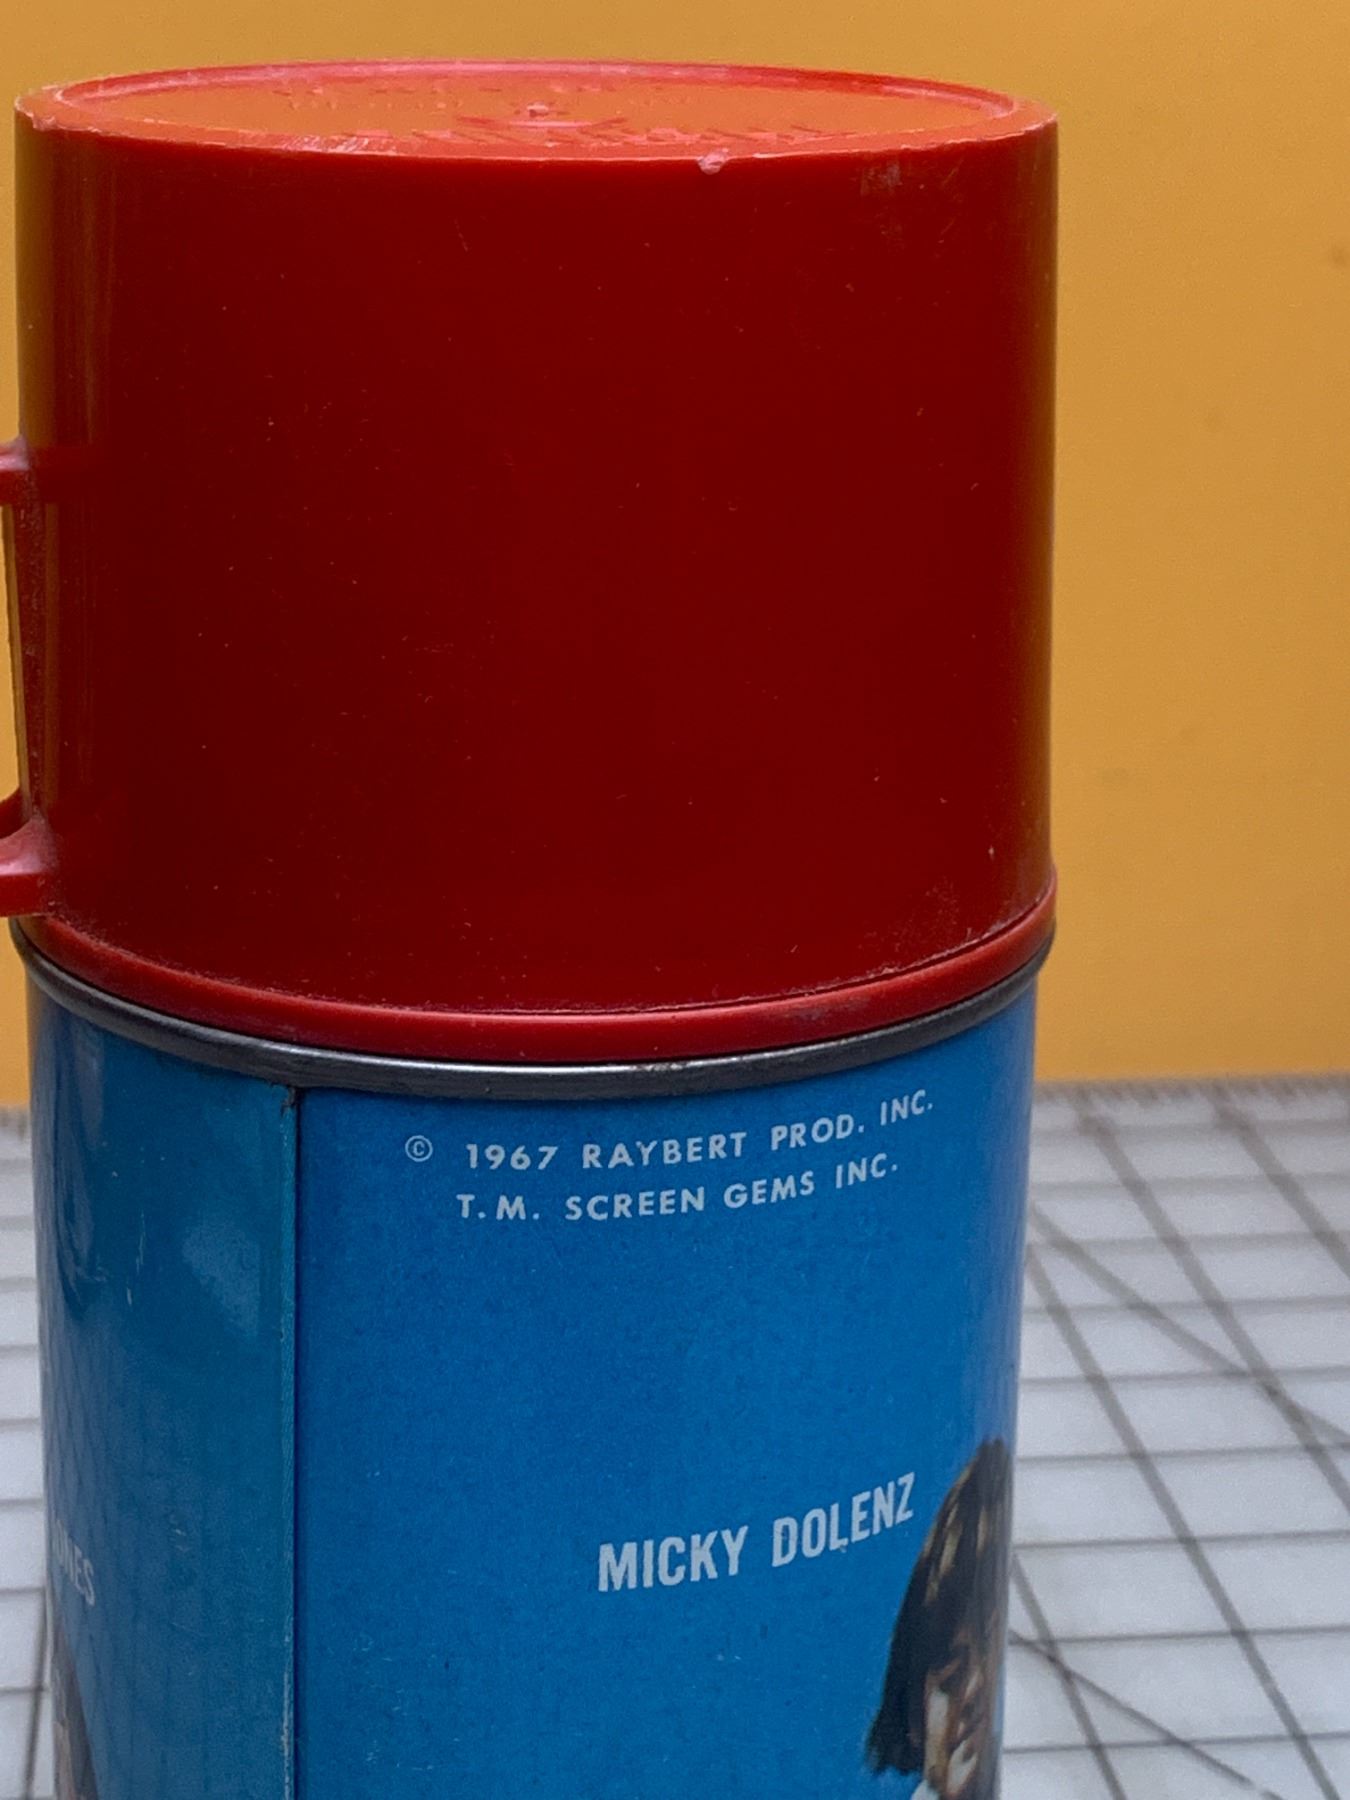 © 1967 RAYBERT PROD. INC.
T.M. SCREEN GEMS INC.
MICKY DOLENZ